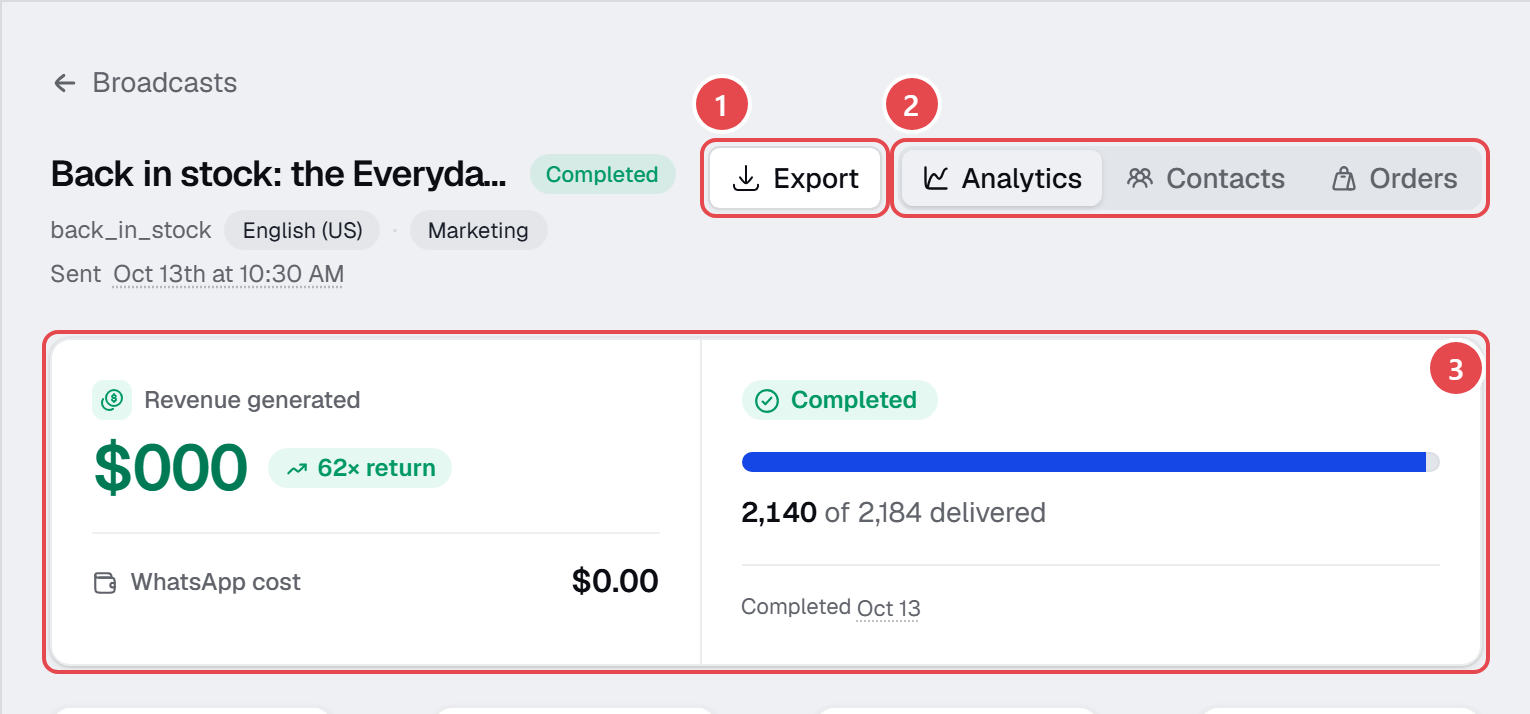 Broadcasts
1
2
Back in stock: the Everyda... Completed
Export
Analytics Contacts Orders
back_in_stock English (US) · Marketing
Sent Oct 13th at 10:30 AM
3
Revenue generated
$000 62× return
WhatsApp cost $0.00
Completed
2,140 of 2,184 delivered
Completed Oct 13